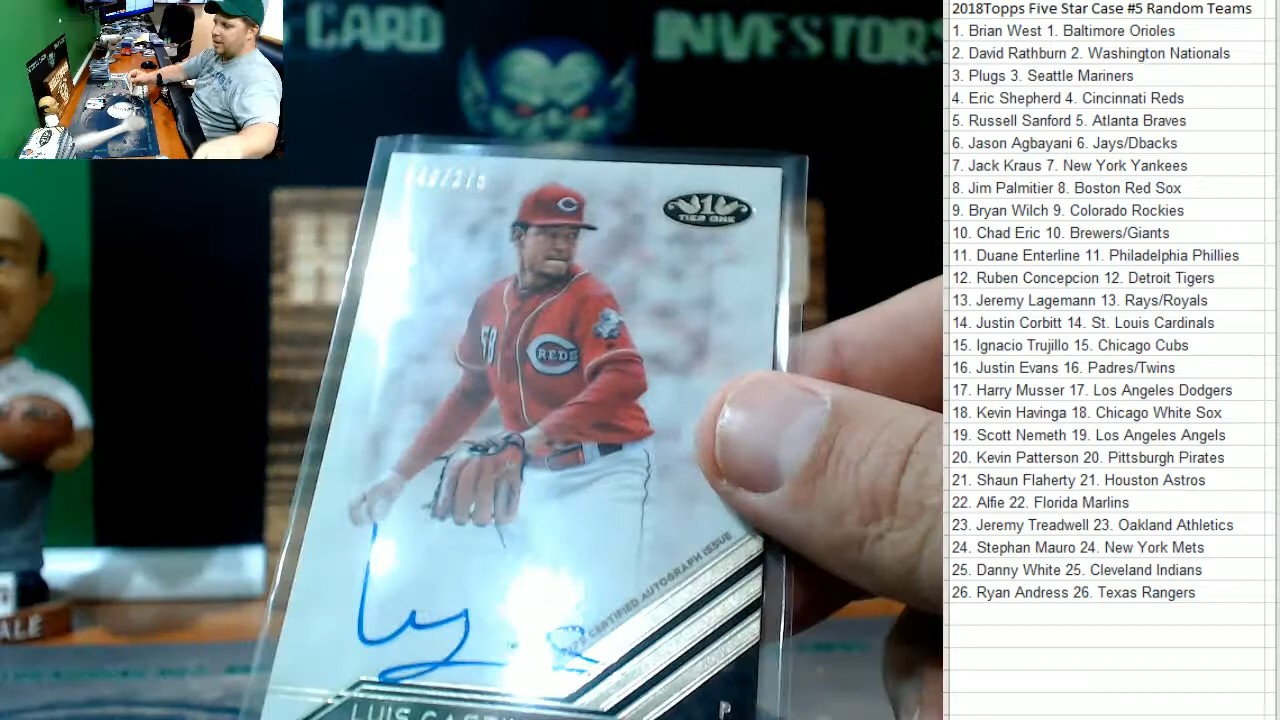 CARD INVESTORS
TIER ONE
C
58
REDS
CERTIFIED AUTOGRAPH ISSUE
LUIS
P
ALE
2018Topps Five Star Case #5 Random Teams
1. Brian West 1. Baltimore Orioles
2. David Rathburn 2. Washington Nationals
3. Plugs 3. Seattle Mariners
4. Eric Shepherd 4. Cincinnati Reds
5. Russell Sanford 5. Atlanta Braves
6. Jason Agbayani 6. Jays/Dbacks
7. Jack Kraus 7. New York Yankees
8. Jim Palmitier 8. Boston Red Sox
9. Bryan Wilch 9. Colorado Rockies
10. Chad Eric 10. Brewers/Giants
11. Duane Enterline 11. Philadelphia Phillies
12. Ruben Concepcion 12. Detroit Tigers
13. Jeremy Lagemann 13. Rays/Royals
14. Justin Corbitt 14. St. Louis Cardinals
15. Ignacio Trujillo 15. Chicago Cubs
16. Justin Evans 16. Padres/Twins
17. Harry Musser 17. Los Angeles Dodgers
18. Kevin Havinga 18. Chicago White Sox
19. Scott Nemeth 19. Los Angeles Angels
20. Kevin Patterson 20. Pittsburgh Pirates
21. Shaun Flaherty 21. Houston Astros
22. Alfie 22. Florida Marlins
23. Jeremy Treadwell 23. Oakland Athletics
24. Stephan Mauro 24. New York Mets
25. Danny White 25. Cleveland Indians
26. Ryan Andress 26. Texas Rangers